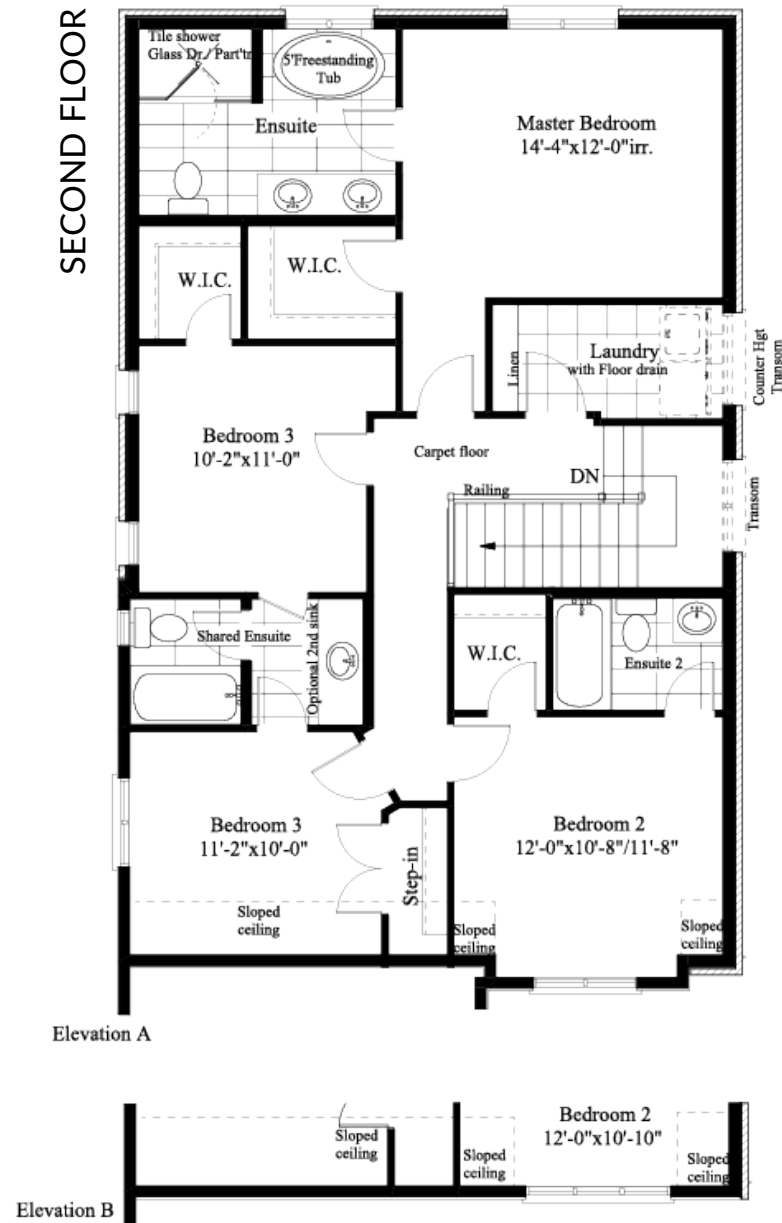 SECOND FLOOR
Tile shower
Glass Dr./ Part'tn
5'Freestanding
Tub
Ensuite
Master Bedroom
14'-4"x12'-0"irr.
W.I.C.
W.I.C.
Linen
Laundry
with Floor drain
Counter Hgt
Transom
Bedroom 3
10'-2"x11'-0"
Carpet floor
DN
Railing
Transom
Shared Ensuite
Optional 2nd sink
W.I.C.
Ensuite 2
Bedroom 3
11'-2"x10'-0"
Bedroom 2
12'-0"x10'-8"/11'-8"
Step-in
Sloped
ceiling
Sloped
ceiling
Sloped
ceiling
Elevation A
Bedroom 2
12'-0"x10'-10"
Sloped
ceiling
Sloped
ceiling
Sloped
ceiling
Elevation B